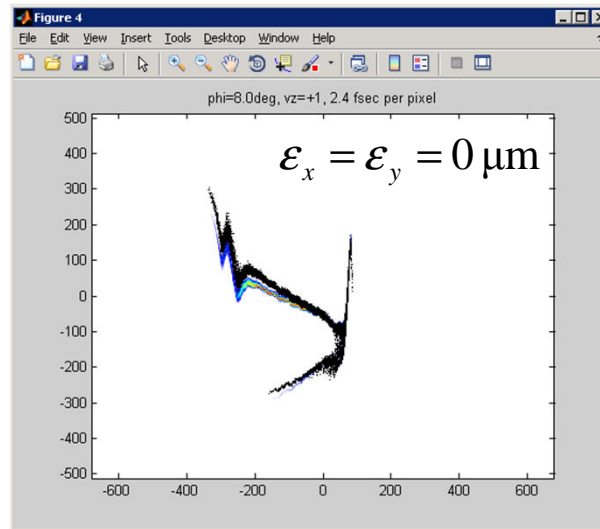 Figure 4
File Edit View Insert Tools Desktop Window Help
phi=8.0deg, vz=+1, 2.4 fsec per pixel
εx = εy = 0 μm
500
400
300
200
100
0
-100
-200
-300
-400
-500
-600 -400 -200 0 200 400 600